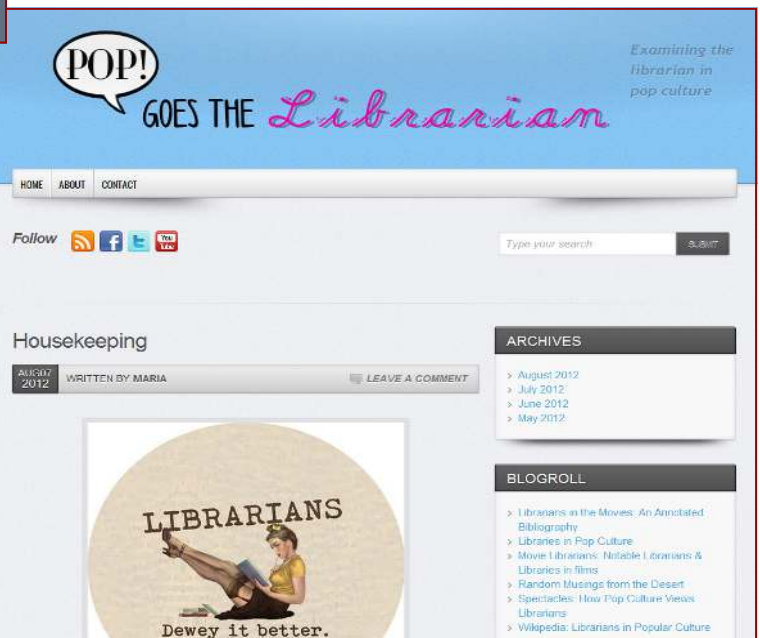 POP!
GOES THE Librarian
Examining the
librarian in
pop culture
HOME ABOUT CONTACT
Follow
You
Tube
Type your search
SUBMIT
Housekeeping
AUG07
2012
WRITTEN BY MARIA
LEAVE A COMMENT
LIBRARIANS
Dewey it better.
ARCHIVES
August 2012
July 2012
June 2012
May 2012
BLOGROLL
Librarians in the Movies: An Annotated
Bibliography
Libraries in Pop Culture
Movie Librarians: Notable Librarians &
Libraries in films
Random Musings from the Desert
Spectacles: How Pop Culture Views
Librarians
Wikipedia: Librarians in Popular Culture